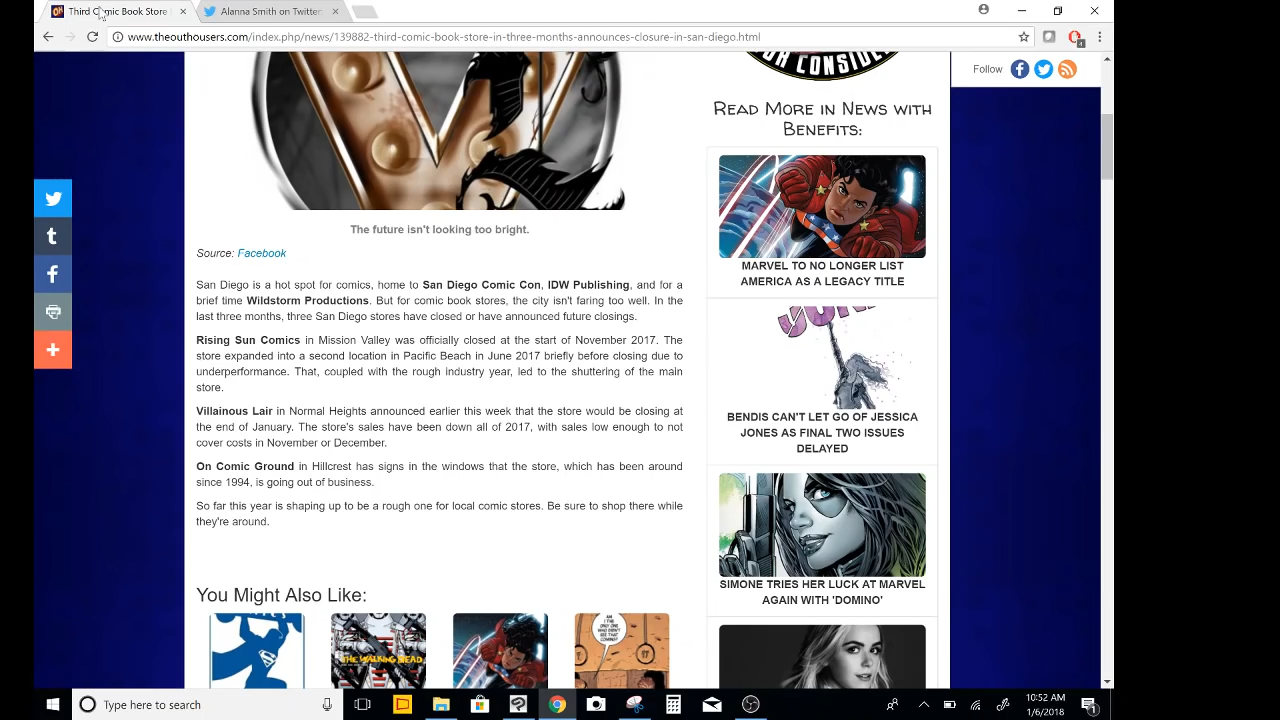 Third Comic Book Store
Alanna Smith on Twitter:
www.theouthousers.com/index.php/news/139882-third-comic-book-store-in-three-months-announces-closure-in-san-diego.html
OR CONSIDE
Follow
READ MORE IN NEWS WITH
BENEFITS:
The future isn't looking too bright.
Source: Facebook
San Diego is a hot spot for comics, home to San Diego Comic Con, IDW Publishing, and for a
brief time Wildstorm Productions. But for comic book stores, the city isn't faring too well. In the
last three months, three San Diego stores have closed or have announced future closings.
Rising Sun Comics in Mission Valley was officially closed at the start of November 2017. The
store expanded into a second location in Pacific Beach in June 2017 briefly before closing due to
underperformance. That, coupled with the rough industry year, led to the shuttering of the main
store.
Villainous Lair in Normal Heights announced earlier this week that the store would be closing at
the end of January. The store's sales have been down all of 2017, with sales low enough to not
cover costs in November or December.
On Comic Ground in Hillcrest has signs in the windows that the store, which has been around
since 1994, is going out of business.
So far this year is shaping up to be a rough one for local comic stores. Be sure to shop there while
they're around.
You Might Also Like:
THE WALKING DEAD
AM I THE ONLY ONE WHO DIDN'T SEE THAT COMING?
MARVEL TO NO LONGER LIST
AMERICA AS A LEGACY TITLE
BENDIS CAN'T LET GO OF JESSICA
JONES AS FINAL TWO ISSUES
DELAYED
SIMONE TRIES HER LUCK AT MARVEL
AGAIN WITH 'DOMINO'
Type here to search
10:52 AM
1/6/2018